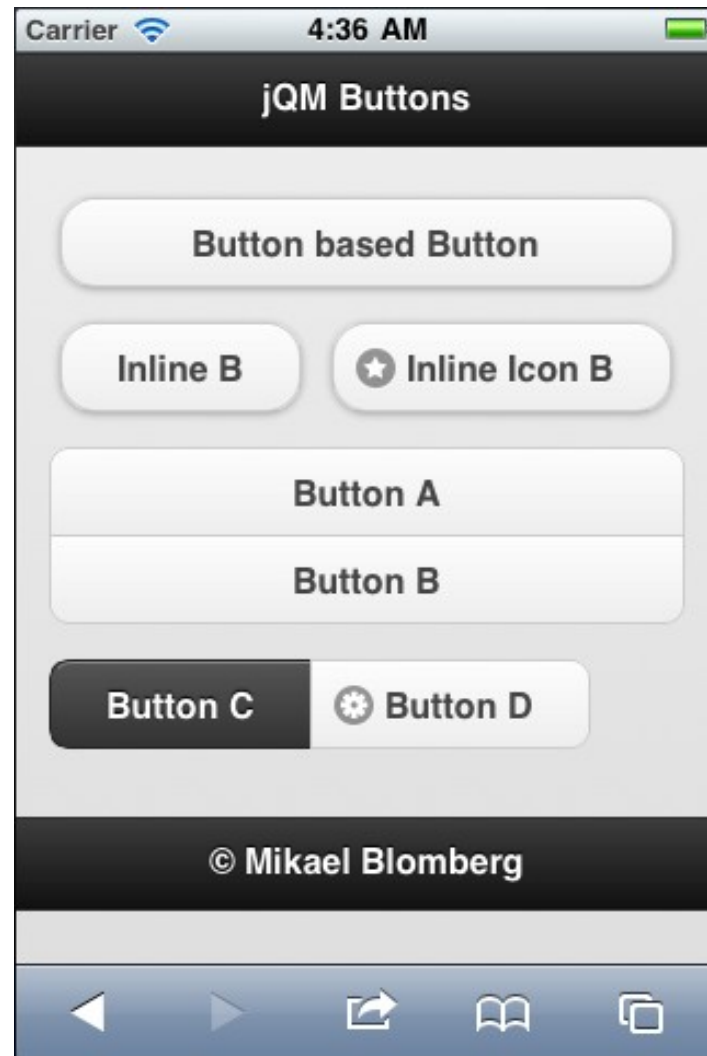 Carrier 4:36 AM
jQM Buttons
Button based Button
Inline B Inline Icon B
Button A
Button B
Button C Button D
© Mikael Blomberg